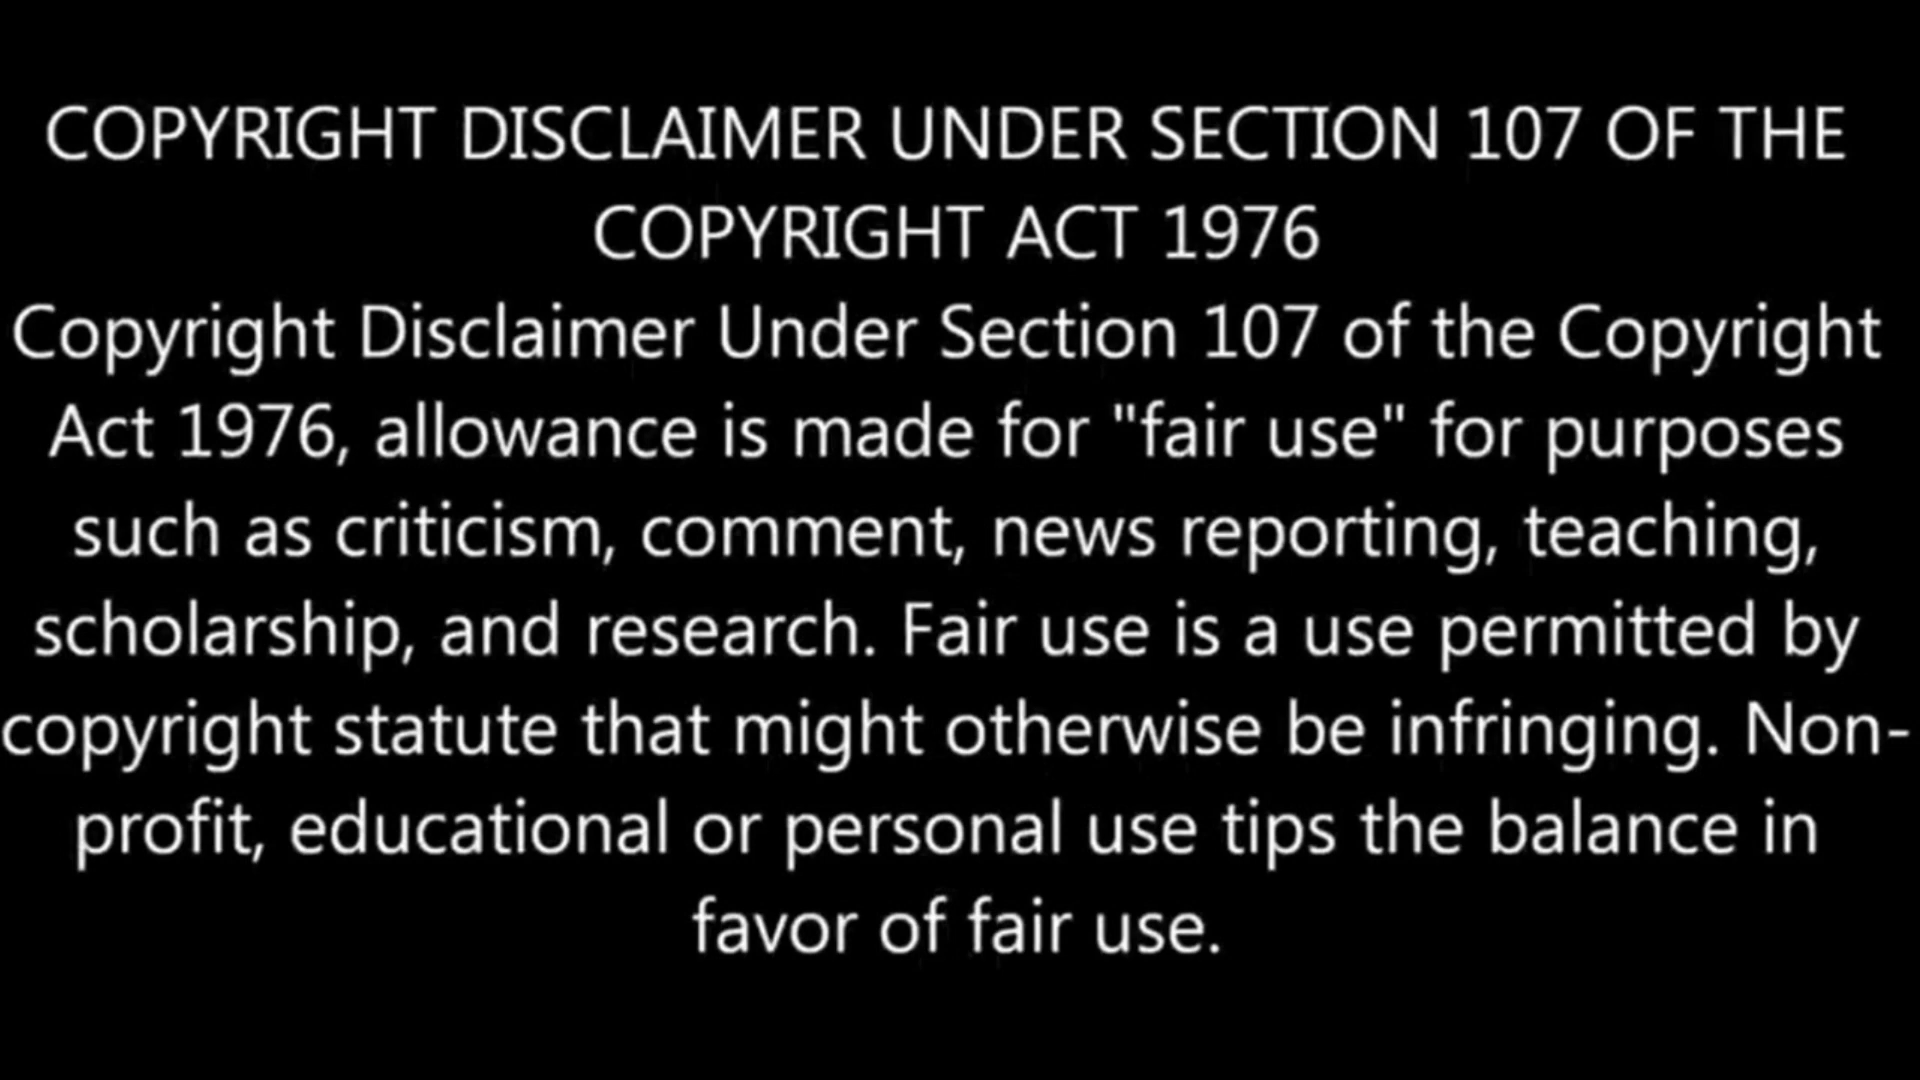 COPYRIGHT DISCLAIMER UNDER SECTION 107 OF THE
COPYRIGHT ACT 1976
Copyright Disclaimer Under Section 107 of the Copyright
Act 1976, allowance is made for "fair use" for purposes
such as criticism, comment, news reporting, teaching,
scholarship, and research. Fair use is a use permitted by
copyright statute that might otherwise be infringing. Non-
profit, educational or personal use tips the balance in
favor of fair use.